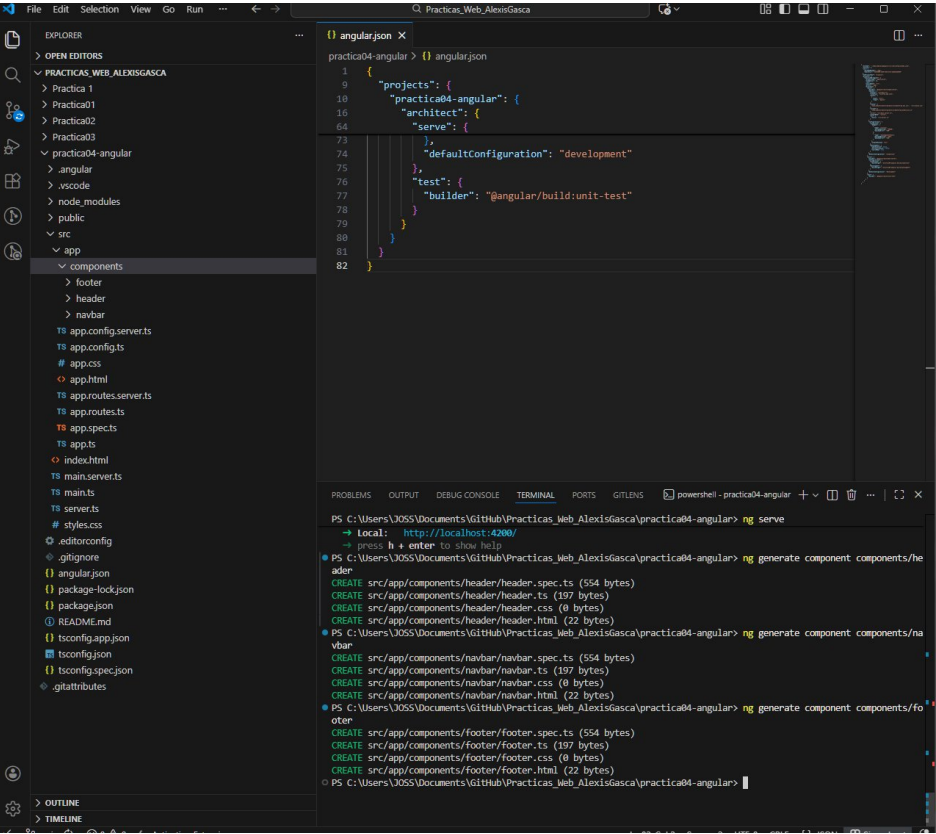 File Edit Selection View Go Run ··· ← → Practicas_Web_AlexisGasca
EXPLORER ···
> OPEN EDITORS
PRACTICAS_WEB_ALEXISGASCA
> Practica 1
> Practica01
> Practica02
> Practica03
practica04-angular
> .angular
> .vscode
> node_modules
> public
src
app
components
> footer
> header
> navbar
TS app.config.server.ts
TS app.config.ts
# app.css
<> app.html
TS app.routes.server.ts
TS app.routes.ts
TS app.spec.ts
TS app.ts
<> index.html
TS main.server.ts
TS main.ts
TS server.ts
# styles.css
.editorconfig
.gitignore
{} angular.json
{} package-lock.json
{} package.json
README.md
{} tsconfig.app.json
tsconfig.json
{} tsconfig.spec.json
.gitattributes
> OUTLINE
> TIMELINE
{} angular.json ×
practica04-angular > {} angular.json
1 {
9 "projects": {
10 "practica04-angular": {
16 "architect": {
64 "serve": {
73 },
74 "defaultConfiguration": "development"
75 },
76 "test": {
77 "builder": "@angular/build:unit-test"
78 }
79 }
80 }
81 }
82 }
PROBLEMS OUTPUT DEBUG CONSOLE TERMINAL PORTS GITLENS powershell - practica04-angular
PS C:\Users\JOSS\Documents\GitHub\Practicas_Web_AlexisGasca\practica04-angular> ng serve
→ Local: http://localhost:4200/
→ press h + enter to show help
PS C:\Users\JOSS\Documents\GitHub\Practicas_Web_AlexisGasca\practica04-angular> ng generate component components/he
ader
CREATE src/app/components/header/header.spec.ts (554 bytes)
CREATE src/app/components/header/header.ts (197 bytes)
CREATE src/app/components/header/header.css (0 bytes)
CREATE src/app/components/header/header.html (22 bytes)
PS C:\Users\JOSS\Documents\GitHub\Practicas_Web_AlexisGasca\practica04-angular> ng generate component components/na
vbar
CREATE src/app/components/navbar/navbar.spec.ts (554 bytes)
CREATE src/app/components/navbar/navbar.ts (197 bytes)
CREATE src/app/components/navbar/navbar.css (0 bytes)
CREATE src/app/components/navbar/navbar.html (22 bytes)
PS C:\Users\JOSS\Documents\GitHub\Practicas_Web_AlexisGasca\practica04-angular> ng generate component components/fo
oter
CREATE src/app/components/footer/footer.spec.ts (554 bytes)
CREATE src/app/components/footer/footer.ts (197 bytes)
CREATE src/app/components/footer/footer.css (0 bytes)
CREATE src/app/components/footer/footer.html (22 bytes)
PS C:\Users\JOSS\Documents\GitHub\Practicas_Web_AlexisGasca\practica04-angular>